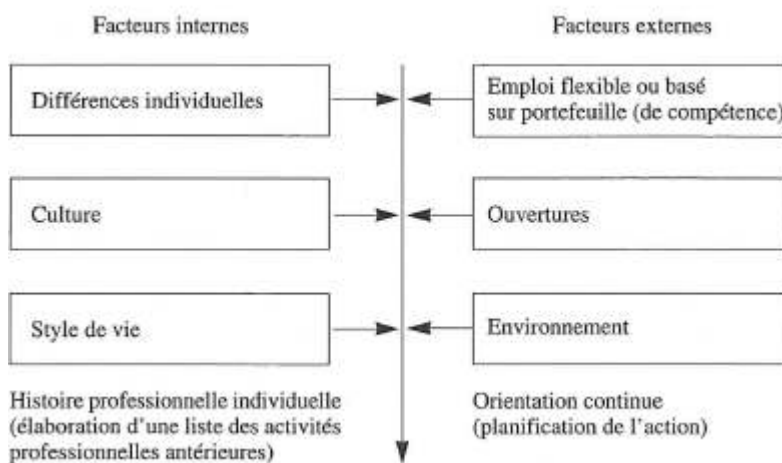 Facteurs internes
Facteurs externes
Différences individuelles
Emploi flexible ou basé
sur portefeuille (de compétence)
Culture
Ouvertures
Style de vie
Environnement
Histoire professionnelle individuelle
(élaboration d'une liste des activités
professionnelles antérieures)
Orientation continue
(planification de l'action)